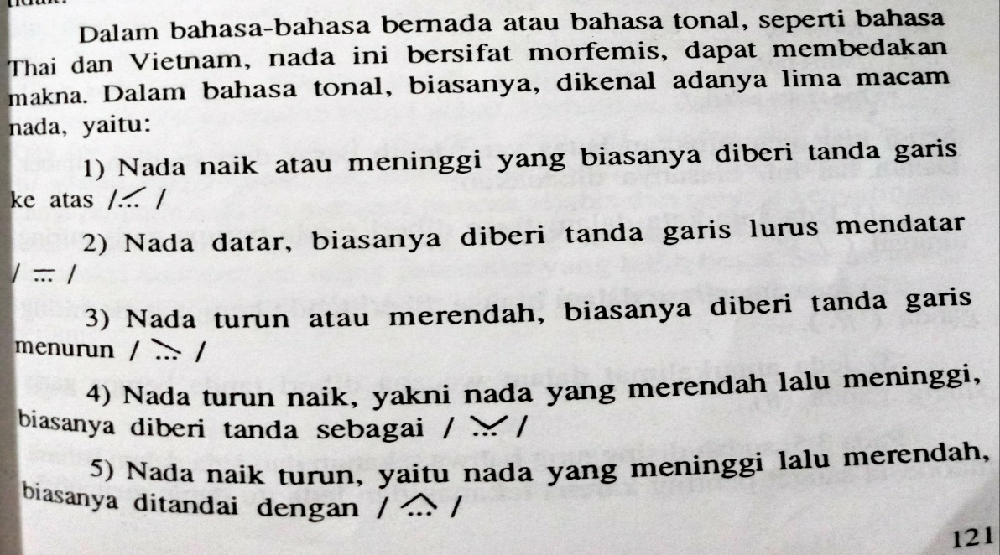 Dalam bahasa-bahasa bernada atau bahasa tonal, seperti bahasa
Thai dan Vietnam, nada ini bersifat morfemis, dapat membedakan
makna. Dalam bahasa tonal, biasanya, dikenal adanya lima macam
nada, yaitu:
1) Nada naik atau meninggi yang biasanya diberi tanda garis
ke atas /... /
2) Nada datar, biasanya diberi tanda garis lurus mendatar
/ ... /
3) Nada turun atau merendah, biasanya diberi tanda garis
menurun / ... /
4) Nada turun naik, yakni nada yang merendah lalu meninggi,
biasanya diberi tanda sebagai / ... /
5) Nada naik turun, yaitu nada yang meninggi lalu merendah,
biasanya ditandai dengan / ... /
121